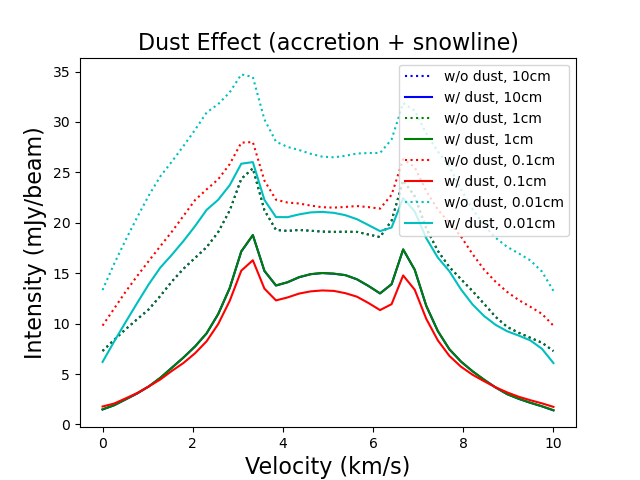 Dust Effect (accretion + snowline)
35
30
25
20
15
10
5
0
Intensity (mJy/beam)
w/o dust, 10cm
w/ dust, 10cm
w/o dust, 1cm
w/ dust, 1cm
w/o dust, 0.1cm
w/ dust, 0.1cm
w/o dust, 0.01cm
w/ dust, 0.01cm
0 2 4 6 8 10
Velocity (km/s)